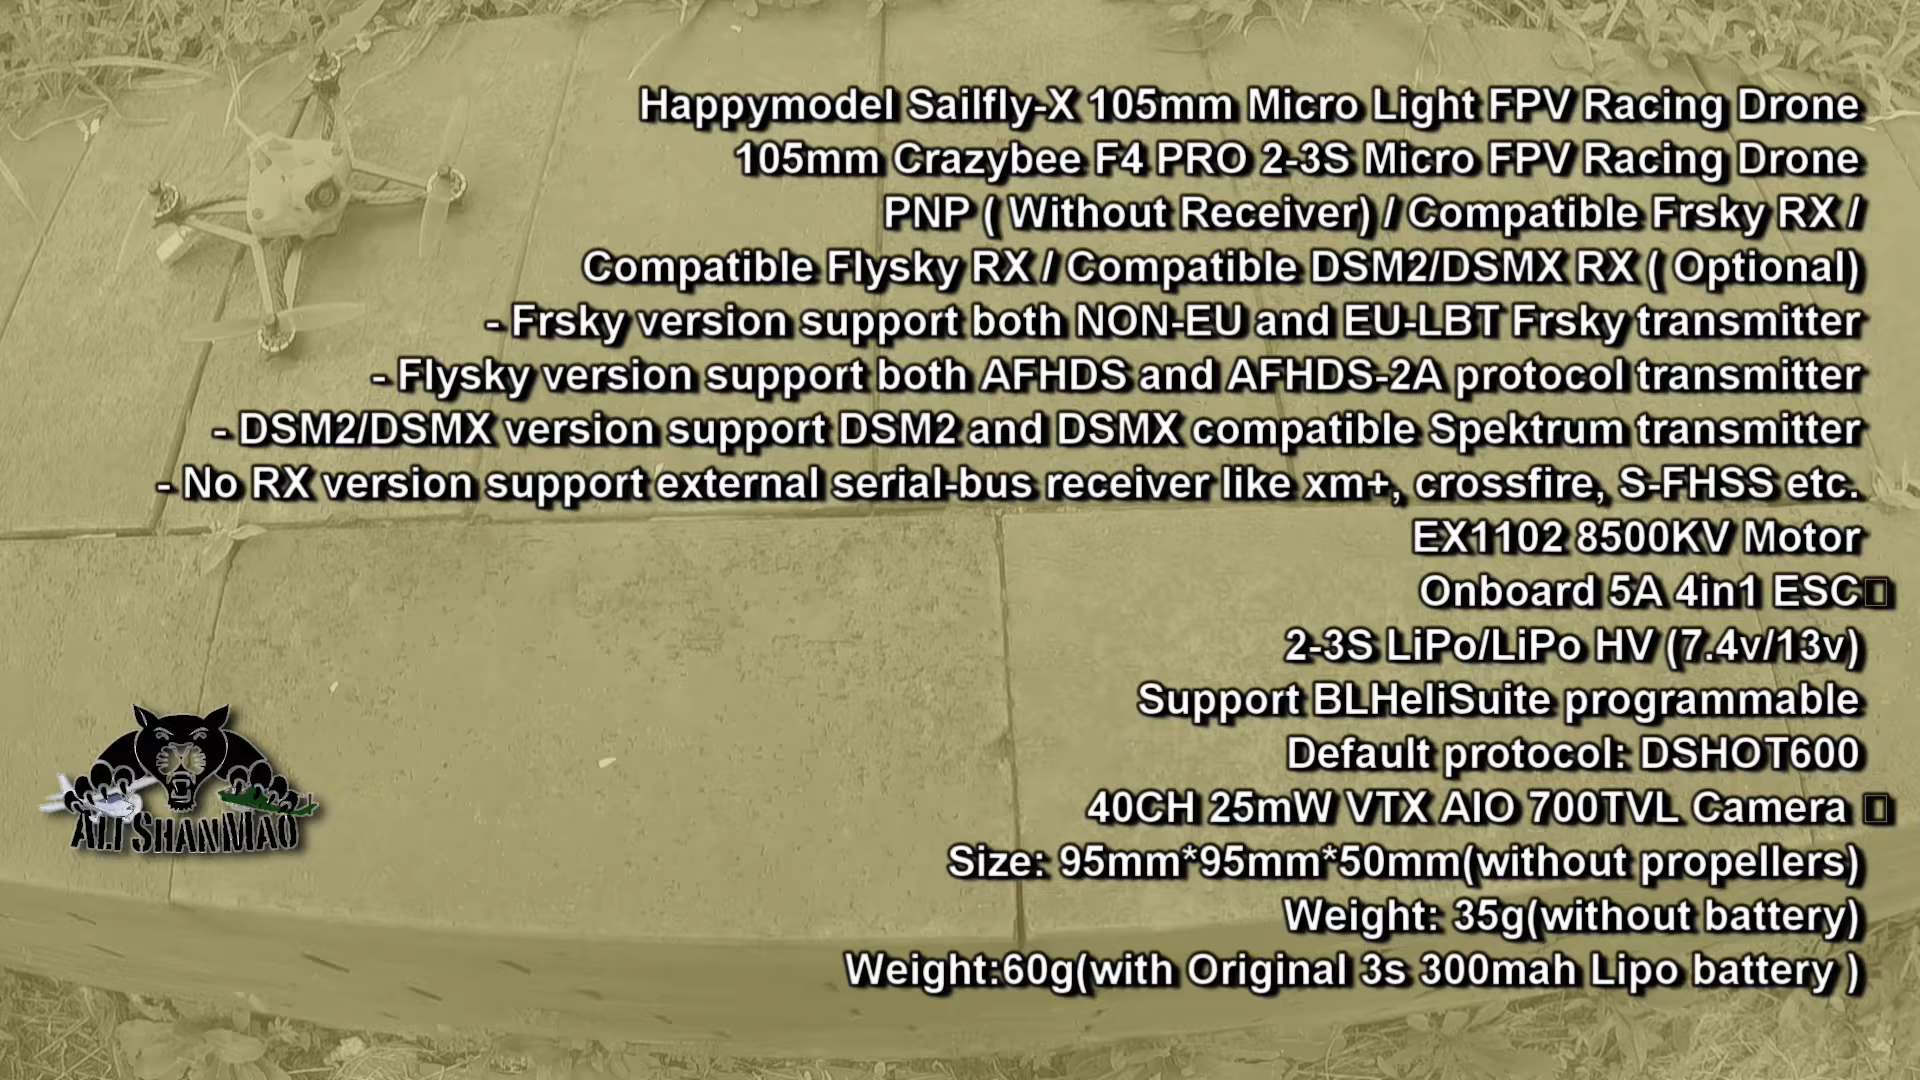 Happymodel Sailfly-X 105mm Micro Light FPV Racing Drone
105mm Crazybee F4 PRO 2-3S Micro FPV Racing Drone
PNP ( Without Receiver) / Compatible Frsky RX /
Compatible Flysky RX / Compatible DSM2/DSMX RX ( Optional)
- Frsky version support both NON-EU and EU-LBT Frsky transmitter
- Flysky version support both AFHDS and AFHDS-2A protocol transmitter
- DSM2/DSMX version support DSM2 and DSMX compatible Spektrum transmitter
- No RX version support external serial-bus receiver like xm+, crossfire, S-FHSS etc.
EX1102 8500KV Motor
Onboard 5A 4in1 ESC
2-3S LiPo/LiPo HV (7.4v/13v)
Support BLHeliSuite programmable
Default protocol: DSHOT600
40CH 25mW VTX AIO 700TVL Camera
Size: 95mm*95mm*50mm(without propellers)
Weight: 35g(without battery)
Weight:60g(with Original 3s 300mah Lipo battery )
ALI SHANMAO